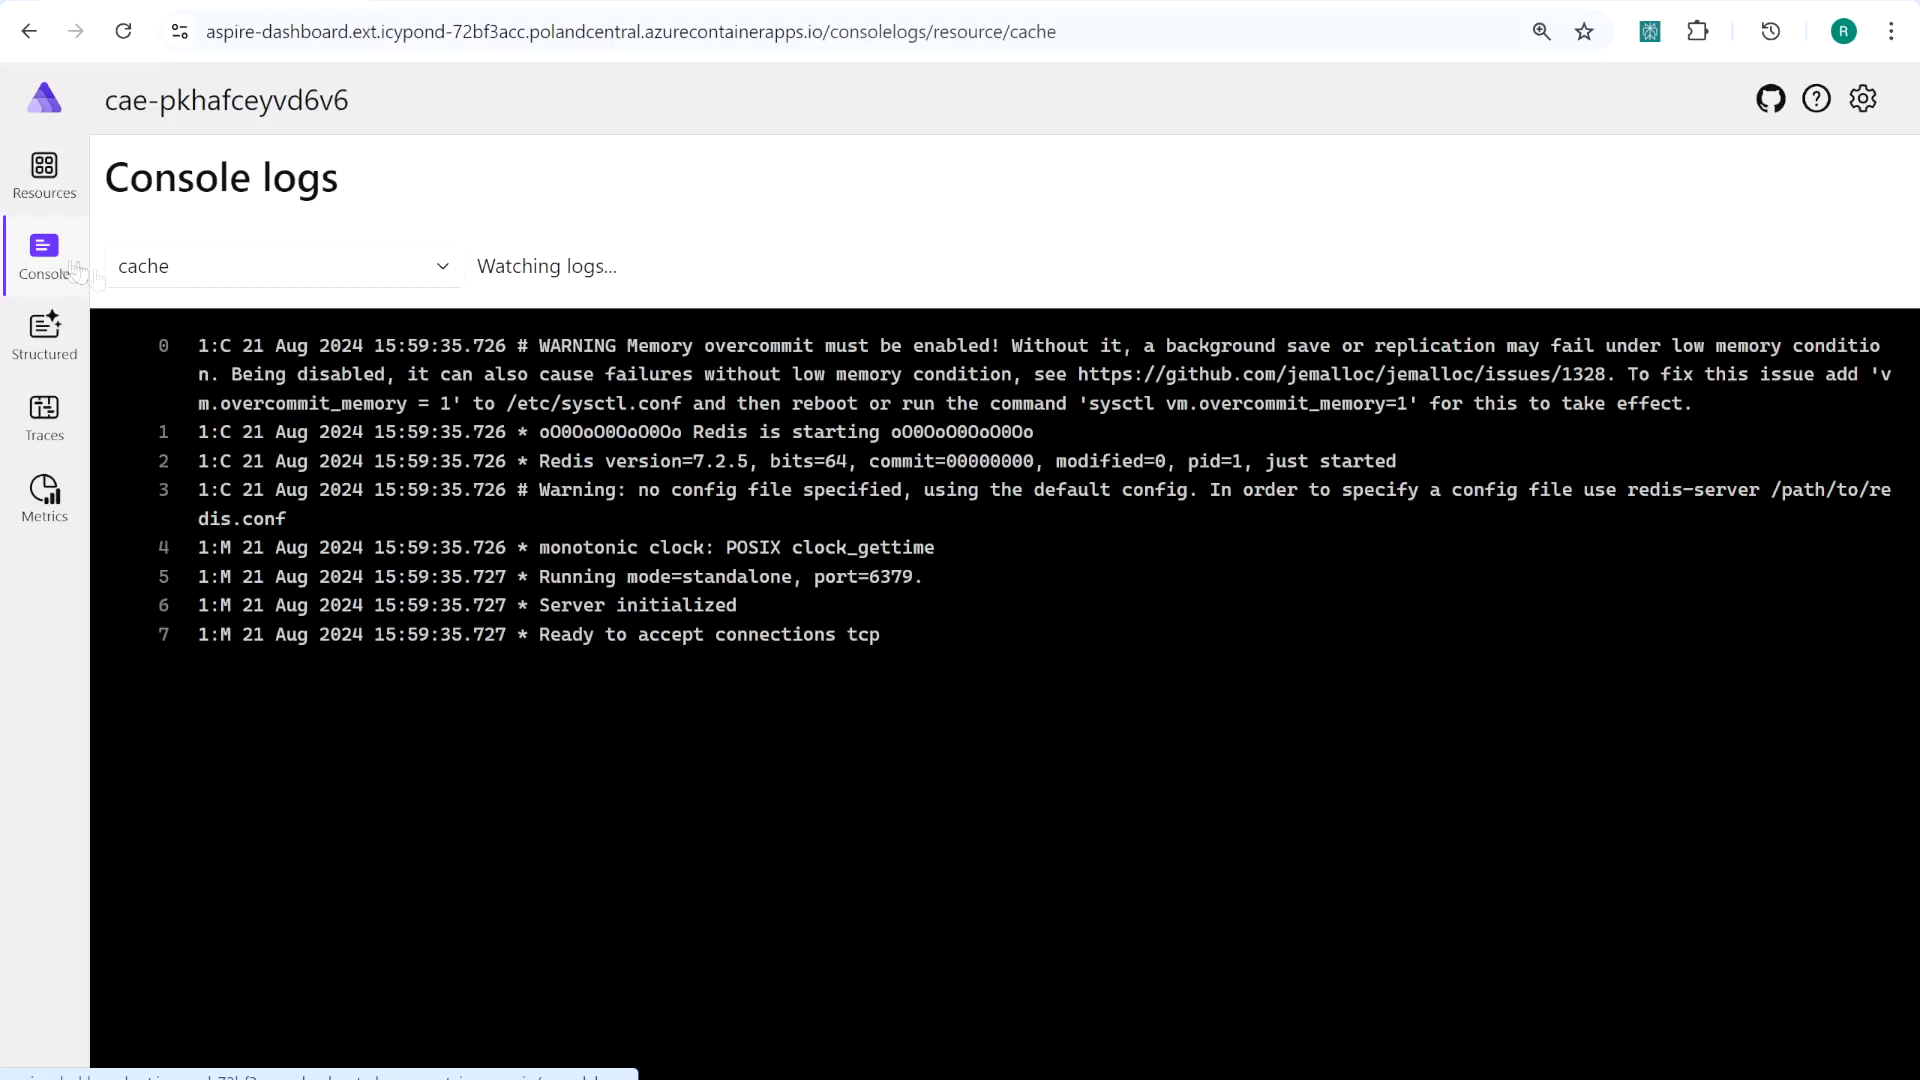 aspire-dashboard.ext.icypond-72bf3acc.polandcentral.azurecontainerapps.io/consolelogs/resource/cache
R
cae-pkhafceyvd6v6
Resources
Console
Structured
Traces
Metrics
Console logs
cache
Watching logs...
0 1:C 21 Aug 2024 15:59:35.726 # WARNING Memory overcommit must be enabled! Without it, a background save or replication may fail under low memory conditio
n. Being disabled, it can also cause failures without low memory condition, see https://github.com/jemalloc/jemalloc/issues/1328. To fix this issue add 'v
m.overcommit_memory = 1' to /etc/sysctl.conf and then reboot or run the command 'sysctl vm.overcommit_memory=1' for this to take effect.
1 1:C 21 Aug 2024 15:59:35.726 * oO0OoO0OoO0Oo Redis is starting oO0OoO0OoO0Oo
2 1:C 21 Aug 2024 15:59:35.726 * Redis version=7.2.5, bits=64, commit=00000000, modified=0, pid=1, just started
3 1:C 21 Aug 2024 15:59:35.726 # Warning: no config file specified, using the default config. In order to specify a config file use redis-server /path/to/re
dis.conf
4 1:M 21 Aug 2024 15:59:35.726 * monotonic clock: POSIX clock_gettime
5 1:M 21 Aug 2024 15:59:35.727 * Running mode=standalone, port=6379.
6 1:M 21 Aug 2024 15:59:35.727 * Server initialized
7 1:M 21 Aug 2024 15:59:35.727 * Ready to accept connections tcp